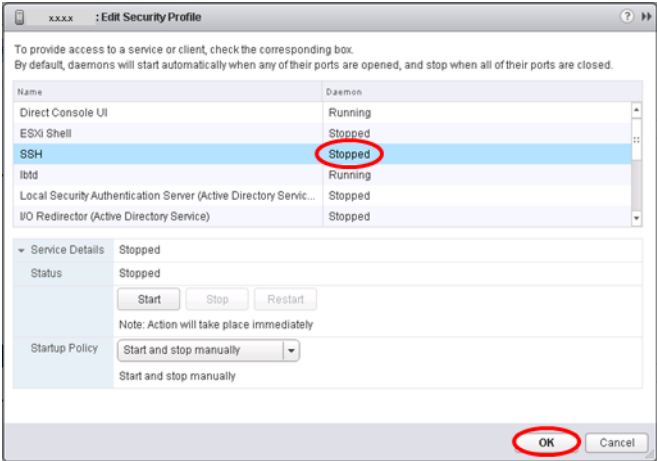 xxxx : Edit Security Profile ?
To provide access to a service or client, check the corresponding box.
By default, daemons will start automatically when any of their ports are opened, and stop when all of their ports are closed.
Name Daemon
Direct Console UI Running
ESXi Shell Stopped
SSH Stopped
lbtd Running
Local Security Authentication Server (Active Directory Servic... Stopped
I/O Redirector (Active Directory Service) Stopped
Service Details Stopped
Status Stopped
Start Stop Restart
Note: Action will take place immediately
Startup Policy Start and stop manually
Start and stop manually
OK Cancel